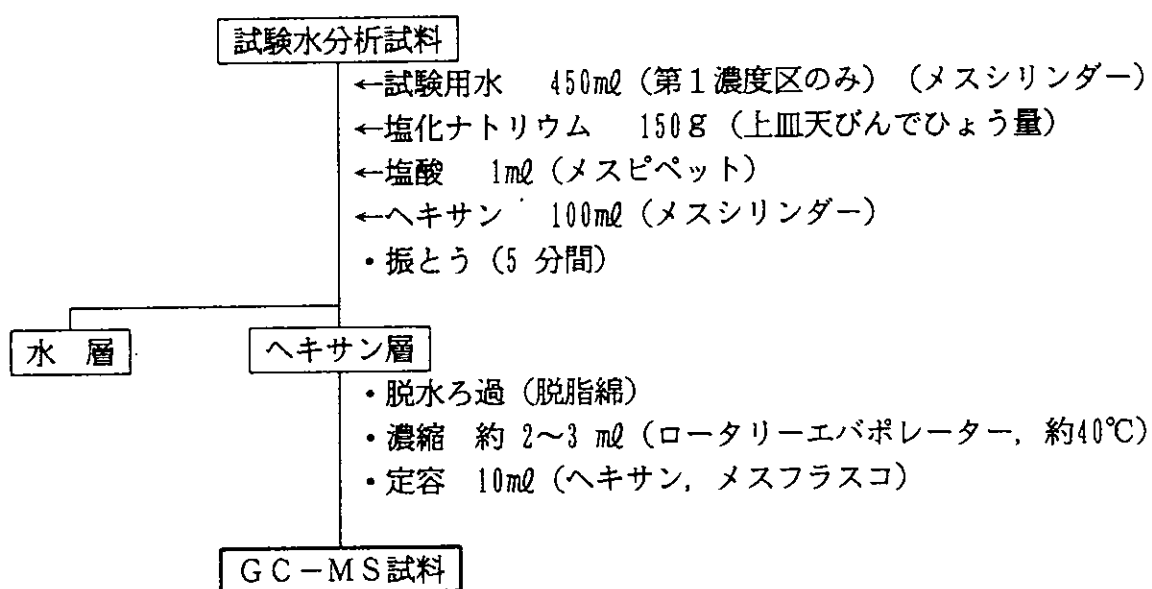 試験水分析試料
←試験用水 450mℓ (第1濃度区のみ) (メスシリンダー)
←塩化ナトリウム 150g (上皿天びんでひょう量)
←塩酸 1mℓ (メスピペット)
←ヘキサン 100mℓ (メスシリンダー)
・振とう (5 分間)
水 層
ヘキサン層
・脱水ろ過 (脱脂綿)
・濃縮 約 2～3 mℓ (ロータリーエバポレーター, 約40℃)
・定容 10mℓ (ヘキサン, メスフラスコ)
GC－MS試料